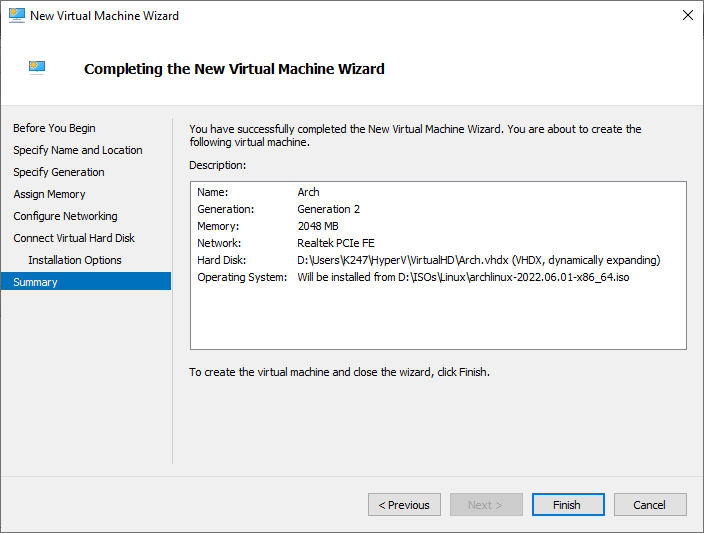 New Virtual Machine Wizard
Completing the New Virtual Machine Wizard
Before You Begin
Specify Name and Location
Specify Generation
Assign Memory
Configure Networking
Connect Virtual Hard Disk
Installation Options
Summary
You have successfully completed the New Virtual Machine Wizard. You are about to create the
following virtual machine.
Description:
Name: Arch
Generation: Generation 2
Memory: 2048 MB
Network: Realtek PCIe FE
Hard Disk: D:\Users\K247\HyperV\VirtualHD\Arch.vhdx (VHDX, dynamically expanding)
Operating System: Will be installed from D:\ISOs\Linux\archlinux-2022.06.01-x86_64.iso
To create the virtual machine and close the wizard, click Finish.
< Previous Next > Finish Cancel